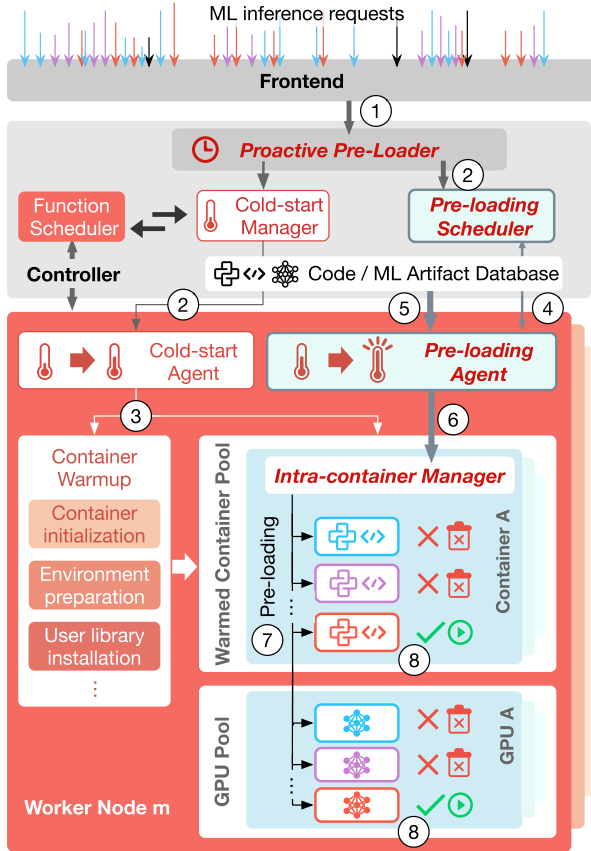 ML inference requests
Frontend
1
Proactive Pre-Loader
2
Function
Scheduler
Cold-start
Manager
Pre-loading
Scheduler
Controller
Code / ML Artifact Database
2
5
4
Cold-start
Agent
Pre-loading
Agent
3
6
Container
Warmup
Container
initialization
Environment
preparation
User library
installation
⋮
Warmed Container Pool
Intra-container Manager
Pre-loading
7
...
Container A
8
GPU Pool
...
GPU A
8
Worker Node m